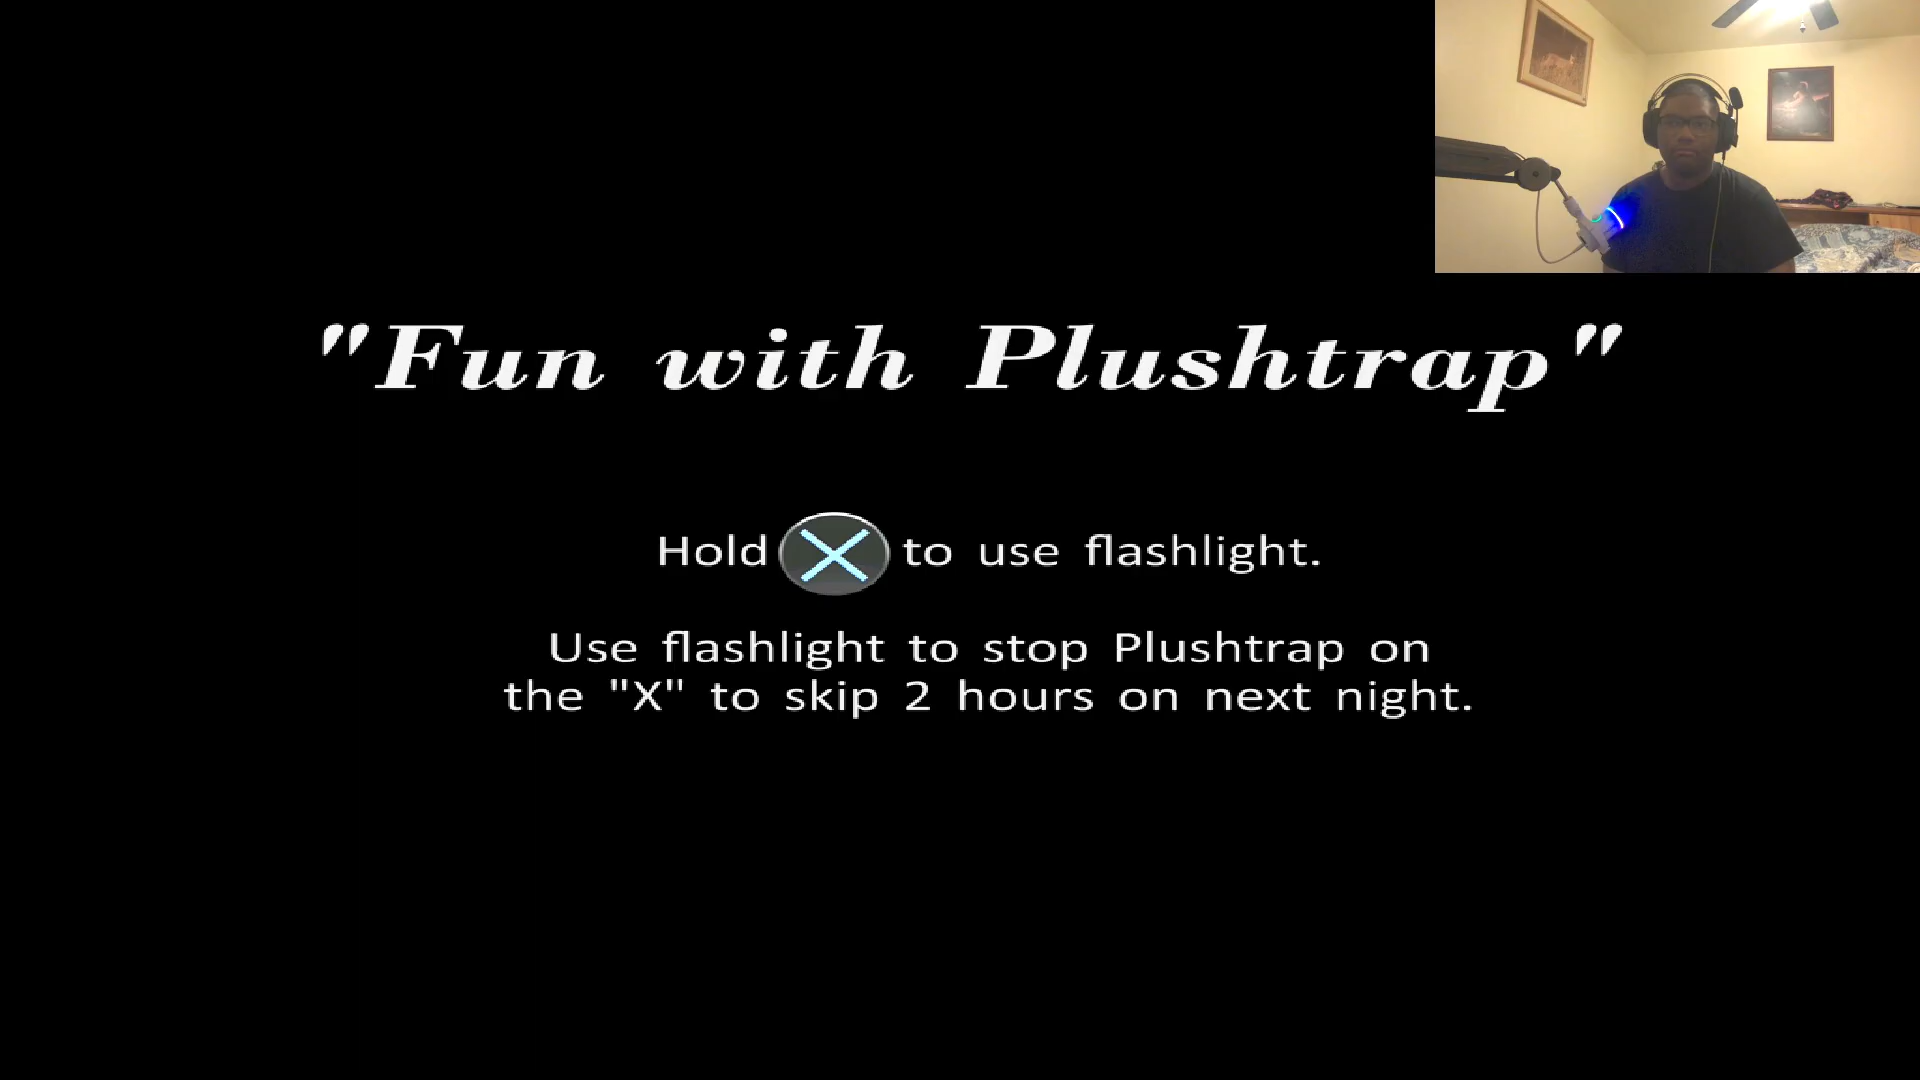 "Fun with Plushtrap"
Hold X to use flashlight.
Use flashlight to stop Plushtrap on
the "X" to skip 2 hours on next night.